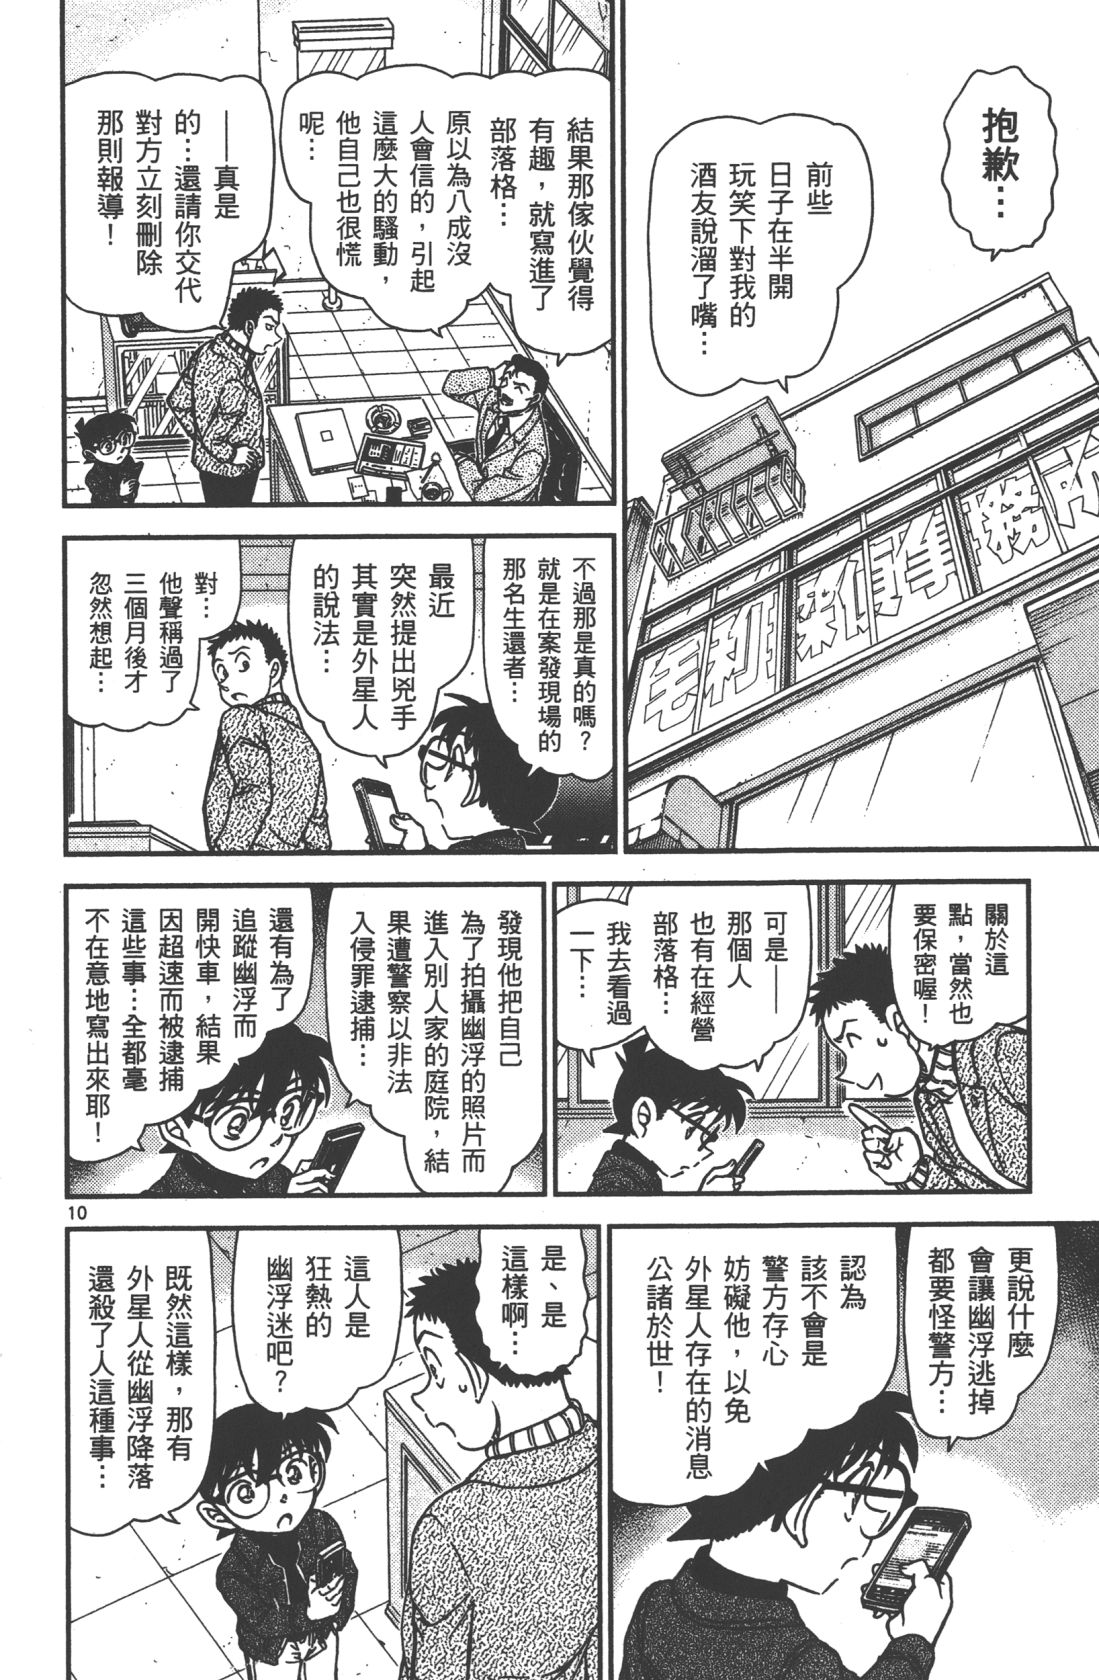 抱歉…
前些
日子在半開
玩笑下對我的
酒友說溜了嘴…
毛利偵探事務所
結果那傢伙覺得
有趣，就寫進了
部落格…
原以為八成沒
人會信的，引起
這麼大的騷動，
他自己也很慌
呢…
——真是
的…還請你交代
對方立刻刪除
那則報導！
不過那是真的嗎？
就是在案發現場的
那名生還者…
最近
突然提出兇手
其實是外星人
的說法…
對…
他聲稱過了
三個月後才
忽然想起…
關於這
點，當然也
要保密喔！
可是——
那個人
也有在經營
部落格…
我去看過
一下…
發現他把自己
為了拍攝幽浮的照片而
進入別人家的庭院，結
果遭警察以非法
入侵罪逮捕…
還有為了
追蹤幽浮而
開快車，結果
因超速而被逮捕
這些事…全都毫
不在意地寫出來耶！
更說什麼
會讓幽浮逃掉
都要怪警方…
認為
該不會是
警方存心
妨礙他，以免
外星人存在的消息
公諸於世！
是、是
這樣啊…
這人是
狂熱的
幽浮迷吧？
既然這樣，那有
外星人從幽浮降落
還殺了人這種事…
10